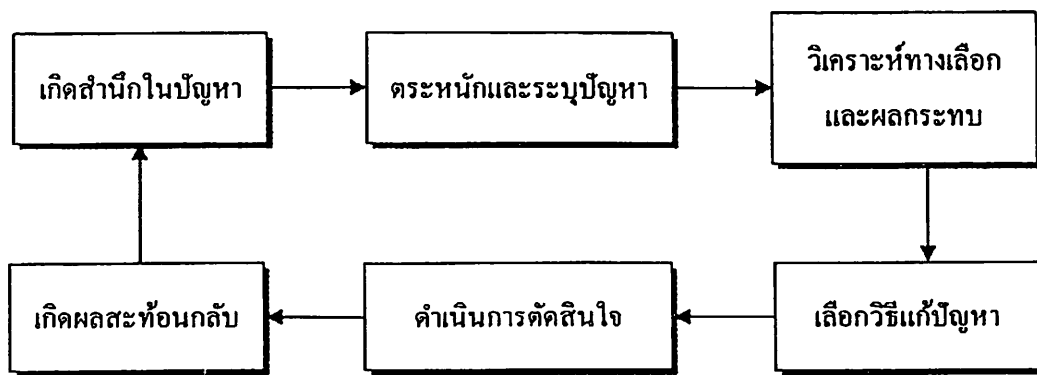 เกิดสำนึกในปัญหา
ตระหนักและระบุปัญหา
วิเคราะห์ทางเลือก
และผลกระทบ
เกิดผลสะท้อนกลับ
ดำเนินการตัดสินใจ
เลือกวิธีแก้ปัญหา